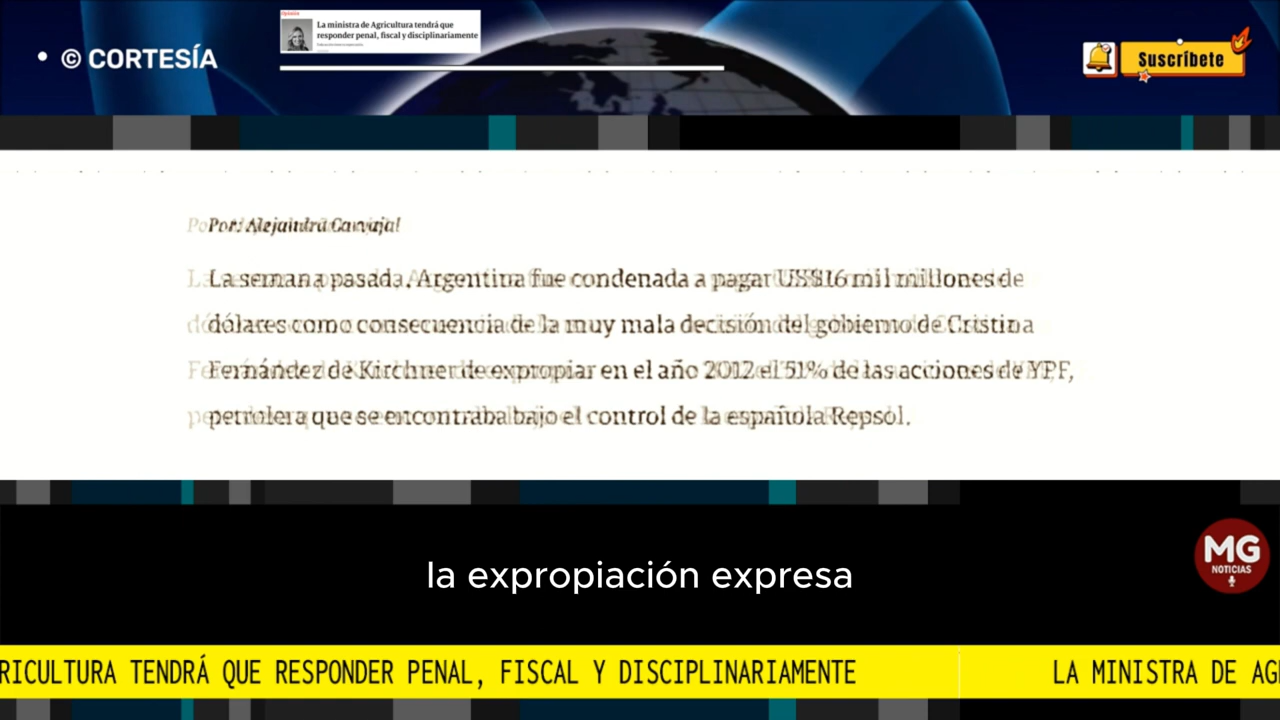 Opinión
La ministra de Agricultura tendrá que
responder penal, fiscal y disciplinariamente
• © CORTESÍA
Suscríbete
Por: Alejandra Carvajal
La semana pasada, Argentina fue condenada a pagar US$16 mil millones de
dólares como consecuencia de la muy mala decisión del gobierno de Cristina
Fernández de Kirchner de expropiar en el año 2012 el 51% de las acciones de YPF,
petrolera que se encontraba bajo el control de la española Repsol.
la expropiación expresa
MG
NOTICIAS
RICULTURA TENDRÁ QUE RESPONDER PENAL, FISCAL Y DISCIPLINARIAMENTE LA MINISTRA DE AG